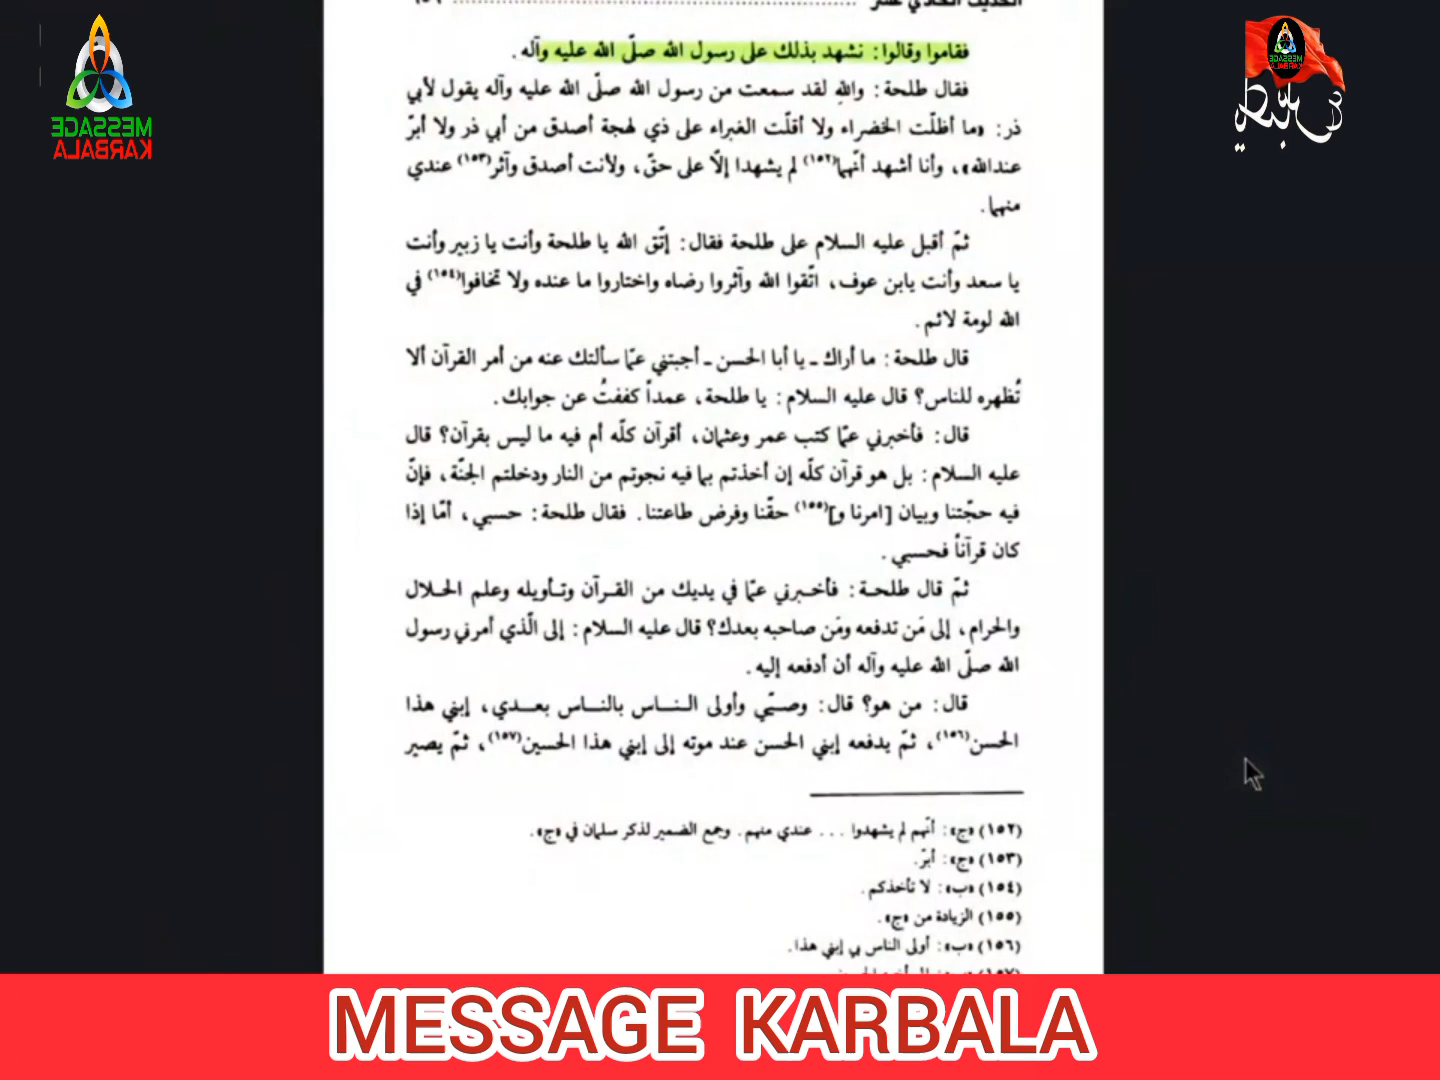 الحديث الحادي عشر
فقاموا وقالوا: نشهد بذلك على رسول الله صلّى الله عليه وآله.
فقال طلحة: واللهِ لقد سمعت من رسول الله صلّى الله عليه وآله يقول لأبي
ذر: «ما أظلّت الخضراء ولا أقلّت الغبراء على ذي لهجة أصدق من أبي ذر ولا أبرّ
عندالله»، وأنا أشهد أنّهما(١٥٢) لم يشهدا إلّا على حقّ، ولأنت أصدق وآثر(١٥٣) عندي
منهما.
ثمّ أقبل عليه السلام على طلحة فقال: إتّق الله يا طلحة وأنت يا زبير وأنت
يا سعد وأنت يابن عوف، اتّقوا الله وآثروا رضاه واختاروا ما عنده ولا تخافوا(١٥٤) في
الله لومة لائم.
قال طلحة: ما أراك ـ يا أبا الحسن ـ أجبتني عمّا سألتك عنه من أمر القرآن ألا
تُظهره للناس؟ قال عليه السلام: يا طلحة، عمداً كففتُ عن جوابك.
قال: فأخبرني عمّا كتب عمر وعثمان، أقرآن كلّه أم فيه ما ليس بقرآن؟ قال
عليه السلام: بل هو قرآن كلّه إن أخذتم بما فيه نجوتم من النار ودخلتم الجنّة، فإنّ
فيه حجّتنا وبيان [امرنا و](١٥٥) حقّنا وفرض طاعتنا. فقال طلحة: حسبي، أمّا إذا
كان قرآناً فحسبي.
ثمّ قال طلحـة: فأخـبرني عمّا في يديك من القـرآن وتـأويله وعلم الحـلال
والحرام، إلى مَن تدفعه ومَن صاحبه بعدك؟ قال عليه السلام: إلى الّذي أمرني رسول
الله صلّى الله عليه وآله أن أدفعه إليه.
قال: من هو؟ قال: وصـيّي وأولى النـاس بالنـاس بعـدي، إبني هذا
الحسن(١٥٦)، ثمّ يدفعه إبني الحسن عند موته إلى إبني هذا الحسين(١٥٧)، ثمّ يصير
(١٥٢) «ج»: أنّهم لم يشهدوا ... عندي منهم. وجمع الضمير لذكر سلمان في «ج».
(١٥٣) «ج»: أبرّ.
(١٥٤) «ب»: لا تأخذكم.
(١٥٥) الزيادة من «ج».
(١٥٦) «ب»: أولى الناس بي إبني هذا.
MESSAGE
KARBALA
MESSAGE KARBALA